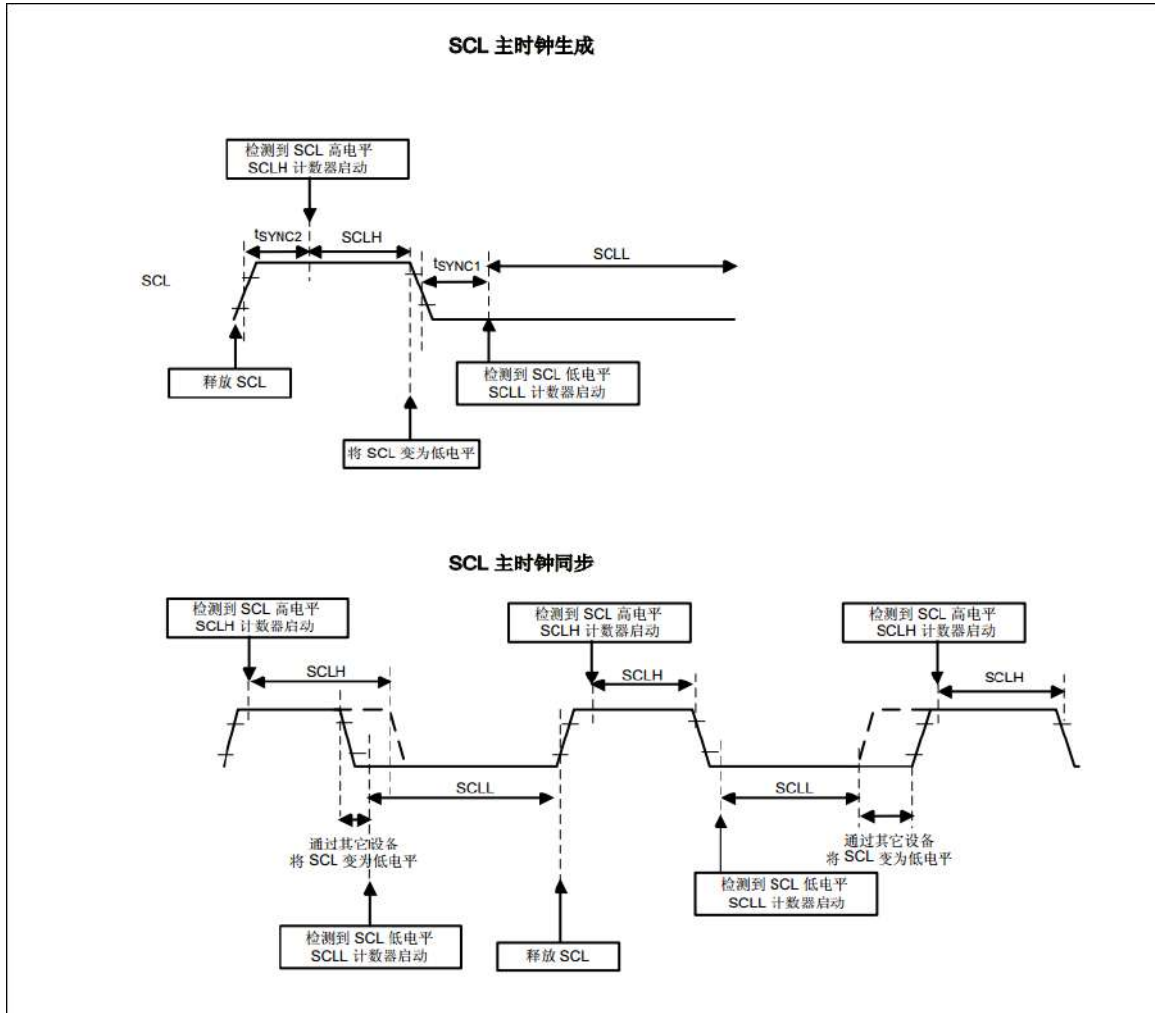 SCL 主时钟生成
检测到 SCL 高电平
SCLH 计数器启动
tSYNC2
SCLH
SCLL
tSYNC1
SCL
释放 SCL
检测到 SCL 低电平
SCLL 计数器启动
将 SCL 变为低电平
SCL 主时钟同步
检测到 SCL 高电平
SCLH 计数器启动
检测到 SCL 高电平
SCLH 计数器启动
检测到 SCL 高电平
SCLH 计数器启动
SCLH
SCLH
SCLH
SCLL
SCLL
通过其它设备
将 SCL 变为低电平
通过其它设备
将 SCL 变为低电平
检测到 SCL 低电平
SCLL 计数器启动
检测到 SCL 低电平
SCLL 计数器启动
释放 SCL